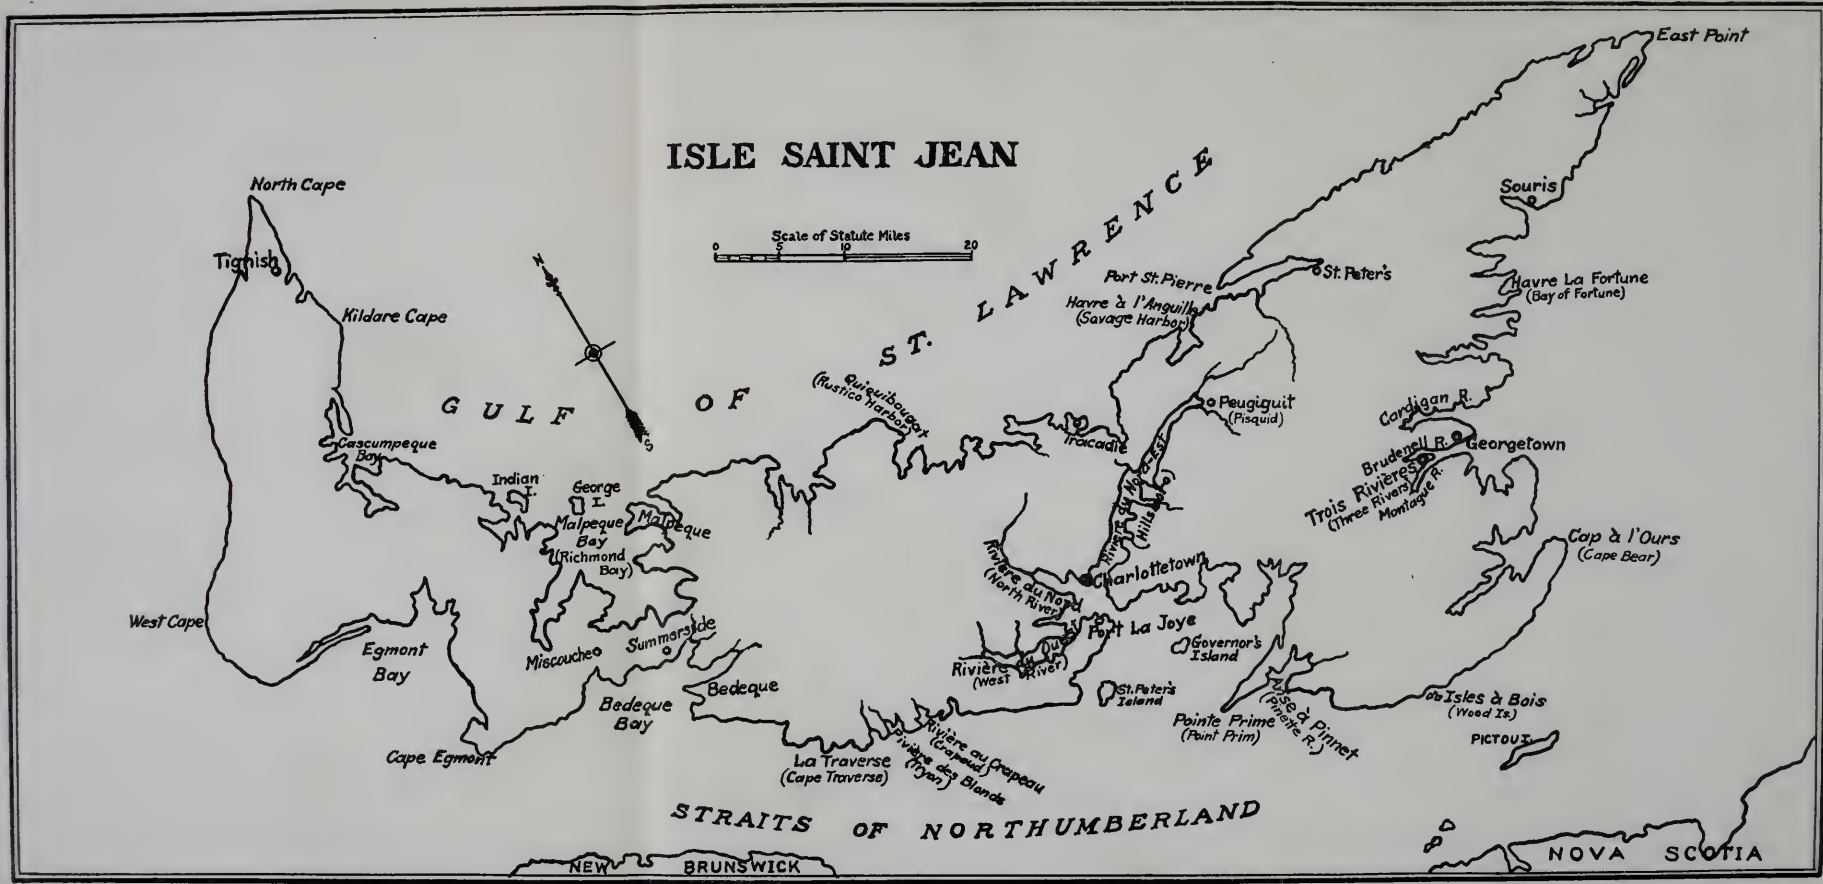 East Point
ISLE SAINT JEAN
North Cape
Scale of Statute Miles
0 5 10 20
Souris
Tignish
N
S
St. Peter's
Port St. Pierre
Havre à l'Anguille
(Savage Harbor)
Havre La Fortune
(Bay of Fortune)
Kildare Cape
GULF OF ST. LAWRENCE
Quiquibougat
(Rustico Harbor)
Peugiguit
(Pisquid)
Cardigan R.
Cascumpeque
Bay
Tracadie
Rivière du Nord-Est
(Hillsboro)
Brudenell R.
Georgetown
Trois Rivières
(Three Rivers)
Montague R.
Indian
I.
George
I.
Malpeque
Bay
(Richmond
Bay)
Malpeque
Cap à l'Ours
(Cape Bear)
Charlottetown
Rivière du Nord
(North River)
West Cape
Port La Joye
Governor's
Island
Egmont
Bay
Miscouche
Summerside
Rivière du Ouest
(West River)
Bedeque
Bedeque
Bay
St. Peter's
Island
Anse à Pinnet
(Pinette R.)
Isles à Bois
(Wood Is.)
Pointe Prime
(Point Prim)
PICTOU I.
Cape Egmont
La Traverse
(Cape Traverse)
Rivière au Crapeau
(Crapaud)
Rivière des Blonds
(Tryon)
STRAITS OF NORTHUMBERLAND
NEW BRUNSWICK
NOVA SCOTIA